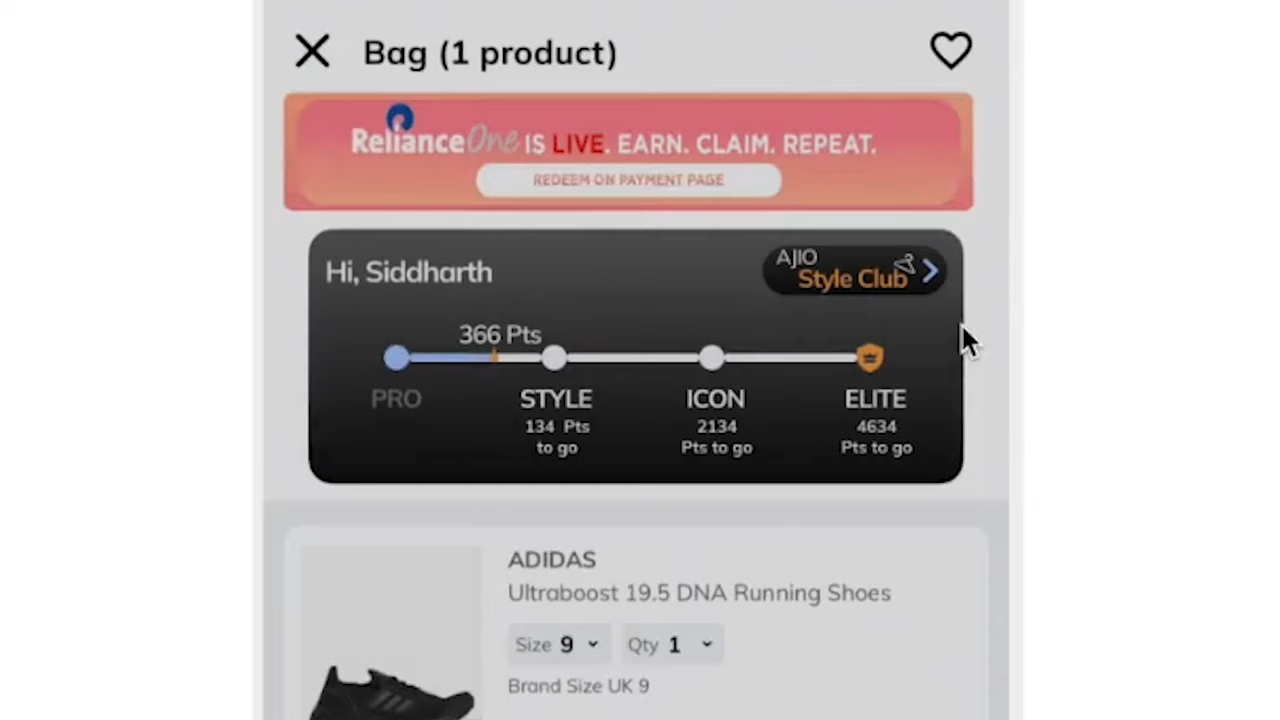 Bag (1 product)
RelianceOne IS LIVE. EARN. CLAIM. REPEAT.
REDEEM ON PAYMENT PAGE
Hi, Siddharth
AJIO
Style Club
366 Pts
PRO STYLE ICON ELITE
134 Pts 2134 4634
to go Pts to go Pts to go
ADIDAS
Ultraboost 19.5 DNA Running Shoes
Size 9 Qty 1
Brand Size UK 9